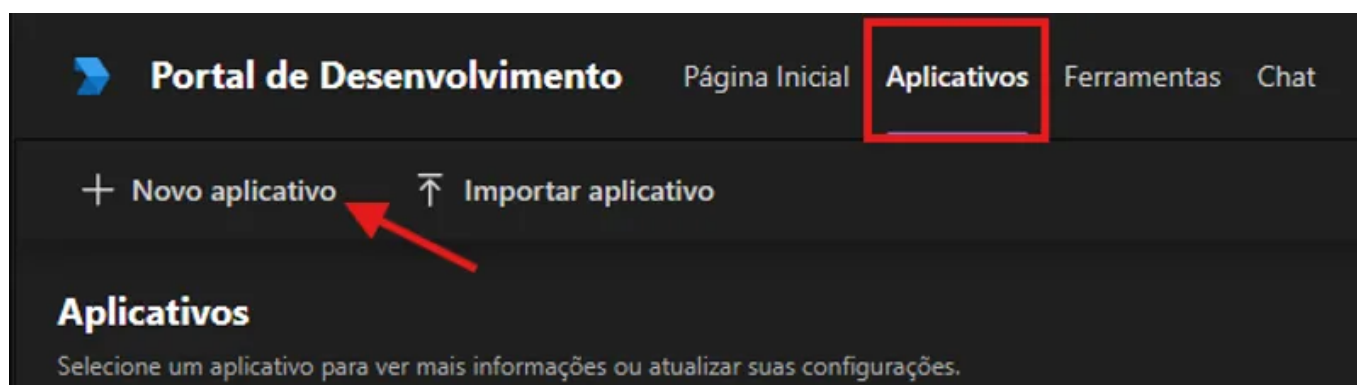 Portal de Desenvolvimento Página Inicial Aplicativos Ferramentas Chat
Novo aplicativo Importar aplicativo
Aplicativos
Selecione um aplicativo para ver mais informações ou atualizar suas configurações.